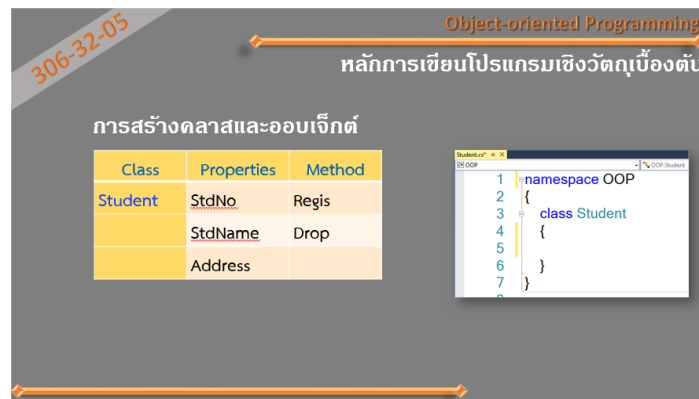 306-32-05
Object-oriented Programming
หลักการเขียนโปรแกรมเชิงวัตถุเบื้องต้น
การสร้างคลาสและออบเจ็กต์
Class Properties Method
Student StdNo Regis
StdName Drop
Address
Student.cs*
OOP OOP.Student
1 namespace OOP
2 {
3 class Student
4 {
5
6 }
7 }